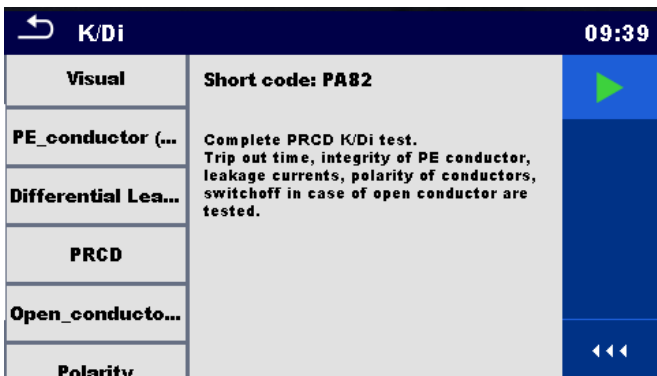 K/Di
09:39
Visual
PE_conductor (...
Differential Lea...
PRCD
Open_conducto...
Polarity
Short code: PA82
Complete PRCD K/Di test.
Trip out time, integrity of PE conductor,
leakage currents, polarity of conductors,
switchoff in case of open conductor are
tested.